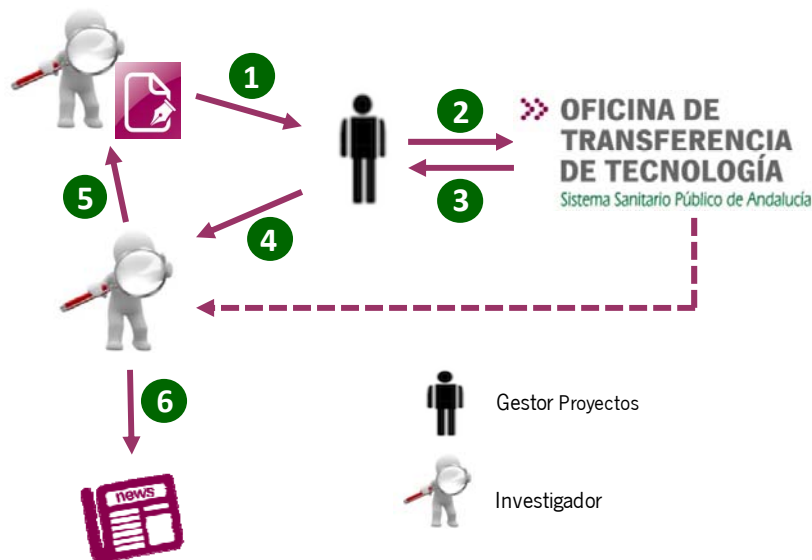 1
2
OFICINA DE
TRANSFERENCIA
DE TECNOLOGÍA
Sistema Sanitario Público de Andalucía
3
5
4
6
Gestor Proyectos
news
Investigador